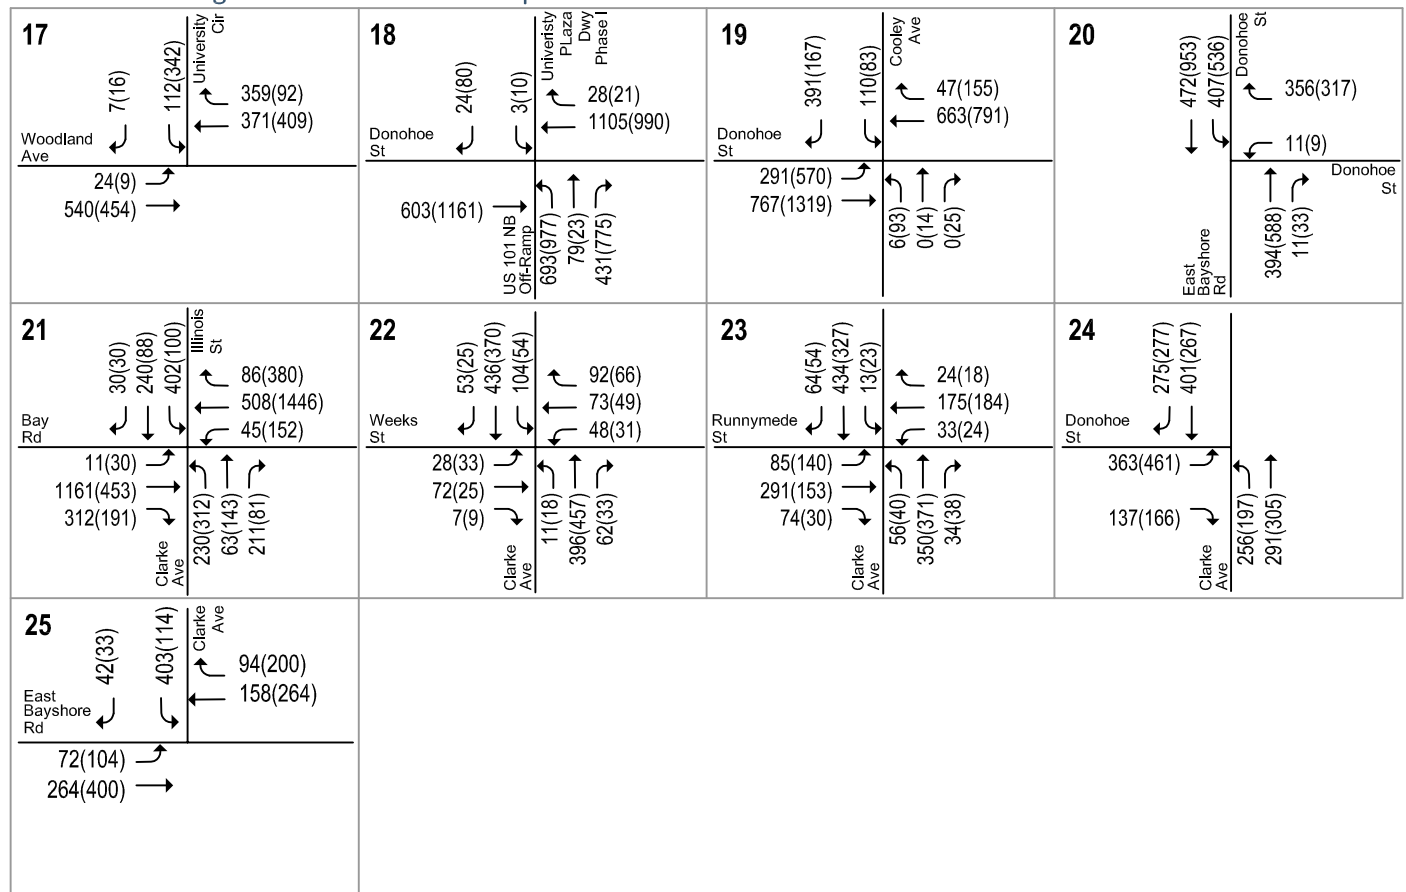 17
7(16)
112(342)
University
Cir
359(92)
371(409)
Woodland
Ave
24(9)
540(454)
18
24(80)
3(10)
Univeristy
PLaza
Dwy
Phase I
28(21)
1105(990)
Donohoe
St
603(1161)
US 101 NB
Off-Ramp
693(977)
79(23)
431(775)
19
391(167)
110(83)
Cooley
Ave
47(155)
663(791)
Donohoe
St
291(570)
767(1319)
6(93)
0(14)
0(25)
20
472(953)
407(536)
Donohoe
St
356(317)
11(9)
Donohoe
St
East
Bayshore
Rd
394(588)
11(33)
21
30(30)
240(88)
402(100)
Illinois
St
86(380)
508(1446)
45(152)
Bay
Rd
11(30)
1161(453)
312(191)
Clarke
Ave
230(312)
63(143)
211(81)
22
53(25)
436(370)
104(54)
92(66)
73(49)
48(31)
Weeks
St
28(33)
72(25)
7(9)
Clarke
Ave
11(18)
396(457)
62(33)
23
64(54)
434(327)
13(23)
24(18)
175(184)
33(24)
Runnymede
St
85(140)
291(153)
74(30)
Clarke
Ave
56(40)
350(371)
34(38)
24
275(277)
401(267)
Donohoe
St
363(461)
137(166)
Clarke
Ave
256(197)
291(305)
25
42(33)
403(114)
Clarke
Ave
94(200)
158(264)
East
Bayshore
Rd
72(104)
264(400)